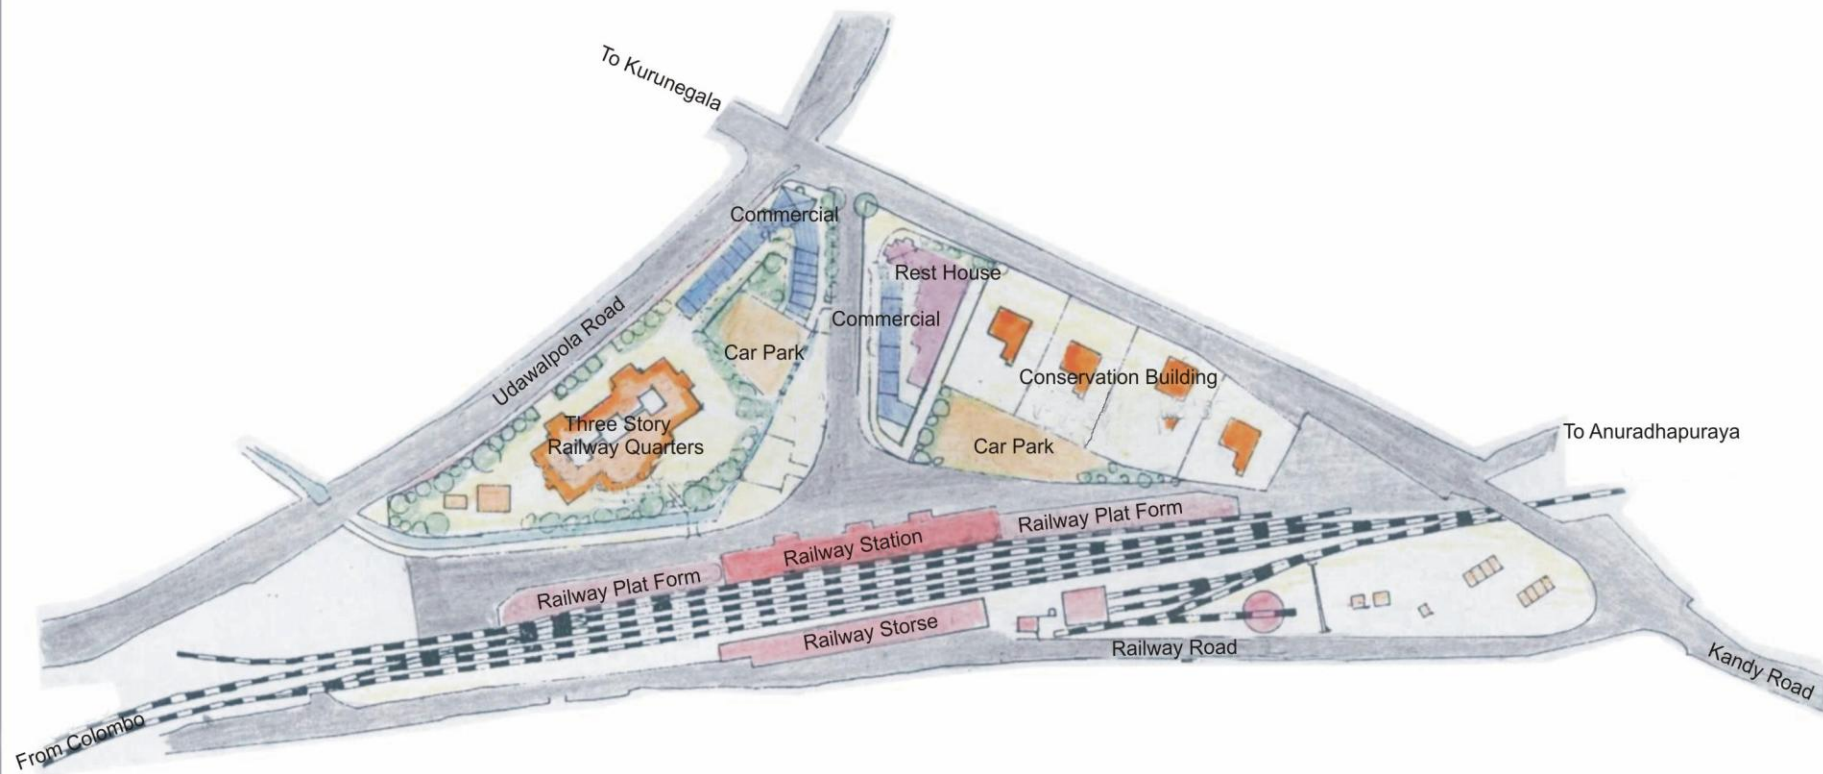 To Kurunegala
Commercial
Rest House
Commercial
Udawalpola Road
Car Park
Conservation Building
Three Story
Railway Quarters
Car Park
To Anuradhapuraya
Railway Plat Form
Railway Station
Railway Plat Form
Railway Storse
Railway Road
Kandy Road
From Colombo